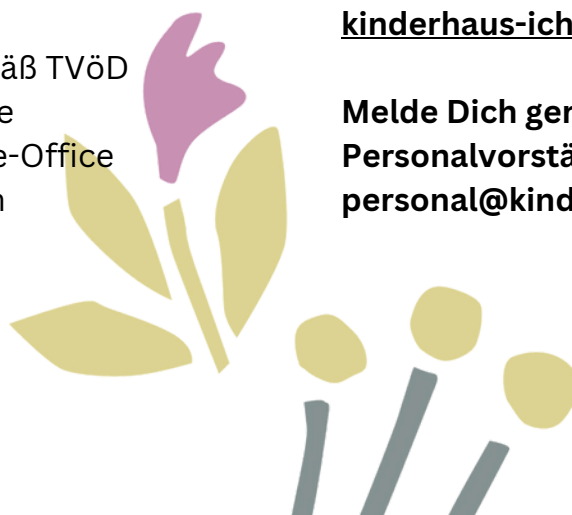 äß TVöD
e
e-Office
n
kinderhaus-ich
Melde Dich ger
Personalvorstä
personal@kind